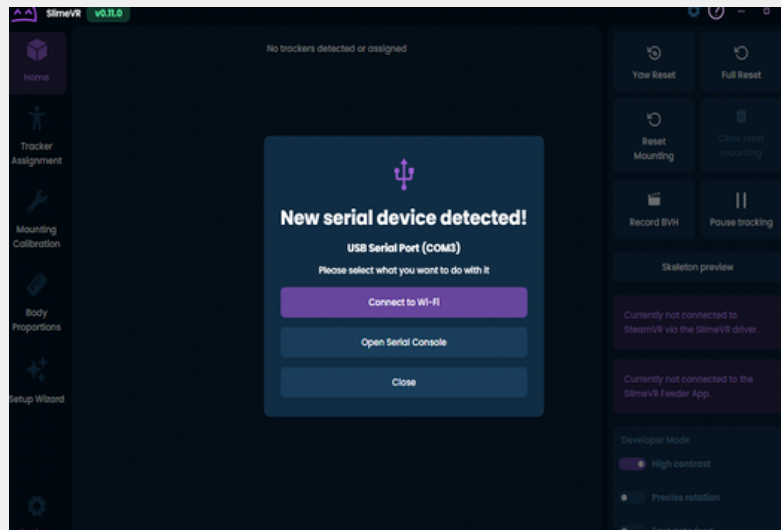 SlimeVR v0.11.0
No trackers detected or assigned
Home
Tracker
Assignment
Mounting
Calibration
Body
Proportions
Setup Wizard
New serial device detected!
USB Serial Port (COM3)
Please select what you want to do with it
Connect to Wi-Fi
Open Serial Console
Close
Yaw Reset
Full Reset
Reset
Mounting
Clear reset
mounting
Record BVH
Pause tracking
Skeleton preview
Currently not connected to
SteamVR via the SlimeVR driver.
Currently not connected to the
SlimeVR Feeder App.
Developer Mode
High contrast
Precise rotation